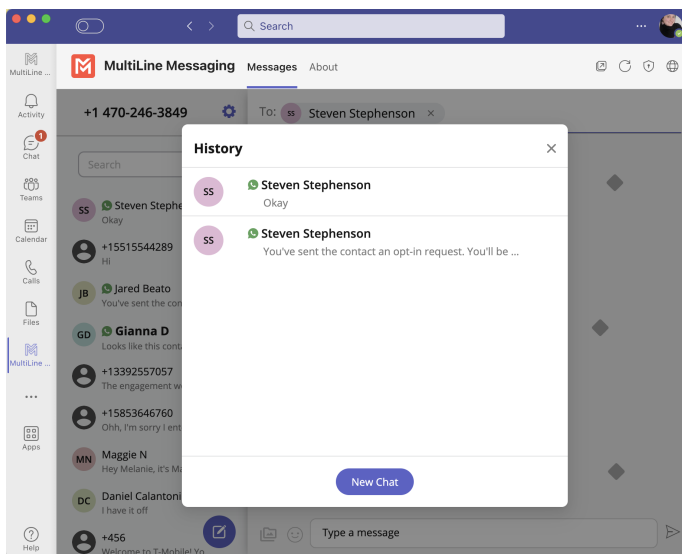 Search
MultiLine ...
Activity
1
Chat
Teams
Calendar
Calls
Files
MultiLine ...
Apps
Help
MultiLine Messaging
Messages
About
+1 470-246-3849
To:
SS
Steven Stephenson
×
Search
SS
Steven Stephe
Okay
+15515544289
Hi
JB
Jared Beato
You've sent the con
GD
Gianna D
Looks like this conta
+13392557057
The engagement we
+15853646760
Ohh, I'm sorry I ent
MN
Maggie N
Hey Melanie, it's Ma
DC
Daniel Calantoni
I have it off
+456
Welcome to T-Mobile! Yo
History
SS
Steven Stephenson
Okay
SS
Steven Stephenson
You've sent the contact an opt-in request. You'll be ...
New Chat
Type a message